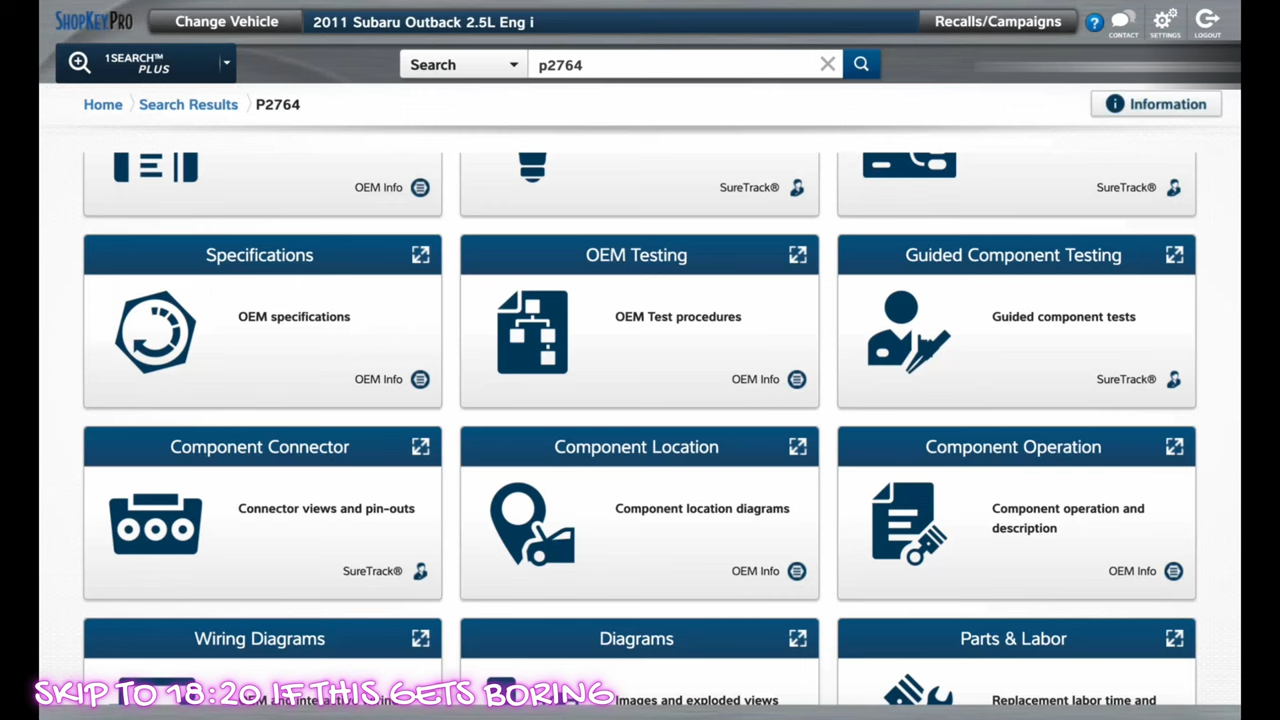 SHOPKEYPRO
Change Vehicle
2011 Subaru Outback 2.5L Eng i
Recalls/Campaigns
?
CONTACT
SETTINGS
LOGOUT
1SEARCH™
PLUS
Search
p2764
Home
Search Results
P2764
Information
OEM Info
SureTrack®
SureTrack®
Specifications
OEM specifications
OEM Info
OEM Testing
OEM Test procedures
OEM Info
Guided Component Testing
Guided component tests
SureTrack®
Component Connector
Connector views and pin-outs
SureTrack®
Component Location
Component location diagrams
OEM Info
Component Operation
Component operation and
description
OEM Info
Wiring Diagrams
Diagrams
Images and exploded views
Parts & Labor
Replacement labor time and
SKIP TO 18:20 IF THIS GETS BORING